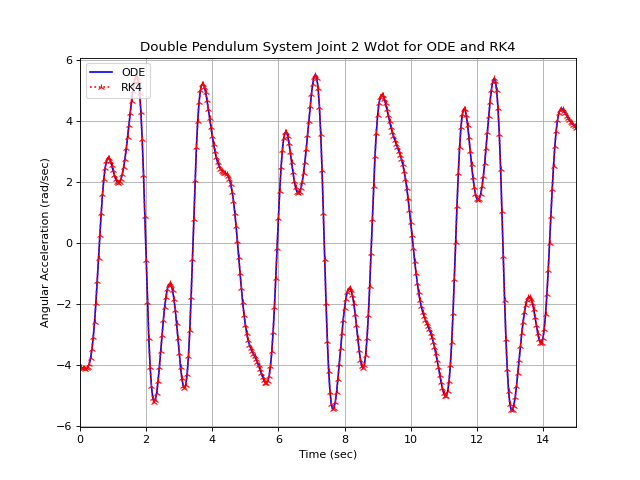 Double Pendulum System Joint 2 Wdot for ODE and RK4
ODE
RK4
Angular Acceleration (rad/sec)
6
4
2
0
−2
−4
−6
0 2 4 6 8 10 12 14
Time (sec)